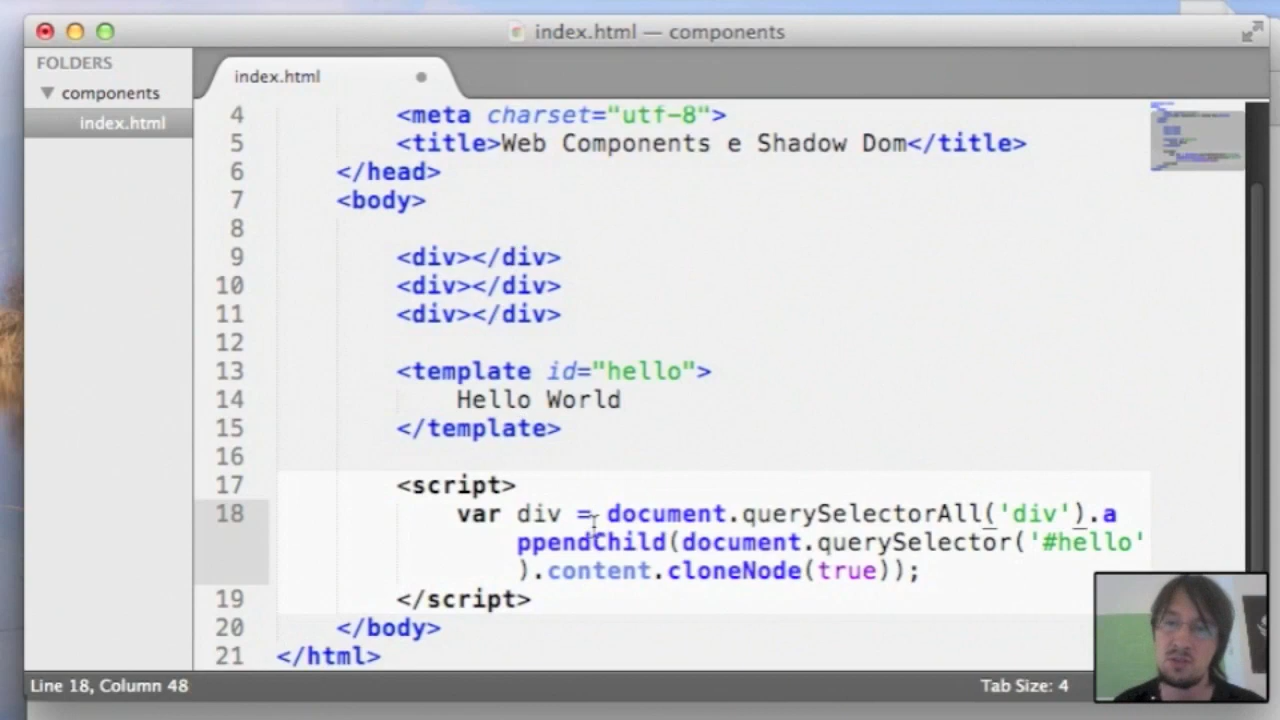 index.html — components
FOLDERS
components
index.html
index.html
4 <meta charset="utf-8">
5 <title>Web Components e Shadow Dom</title>
6 </head>
7 <body>
8
9 <div></div>
10 <div></div>
11 <div></div>
12
13 <template id="hello">
14 Hello World
15 </template>
16
17 <script>
18 var div = document.querySelectorAll('div').a
ppendChild(document.querySelector('#hello'
).content.cloneNode(true));
19 </script>
20 </body>
21 </html>
Line 18, Column 48
Tab Size: 4